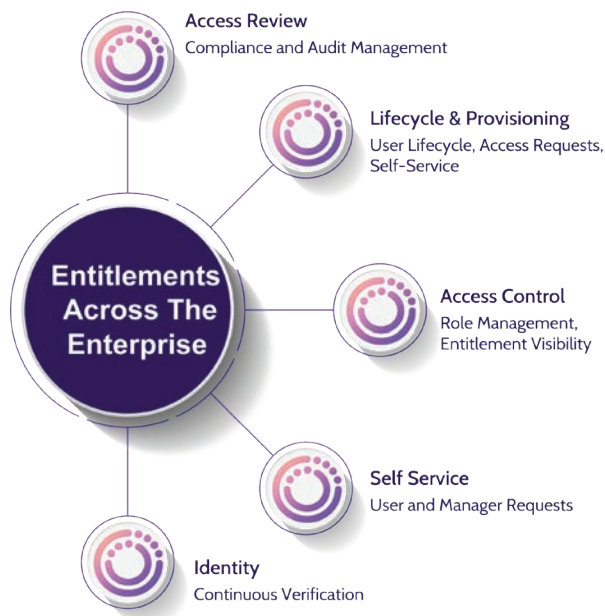 Access Review
Compliance and Audit Management
Lifecycle & Provisioning
User Lifecycle, Access Requests,
Self-Service
Entitlements
Across The
Enterprise
Access Control
Role Management,
Entitlement Visibility
Self Service
User and Manager Requests
Identity
Continuous Verification